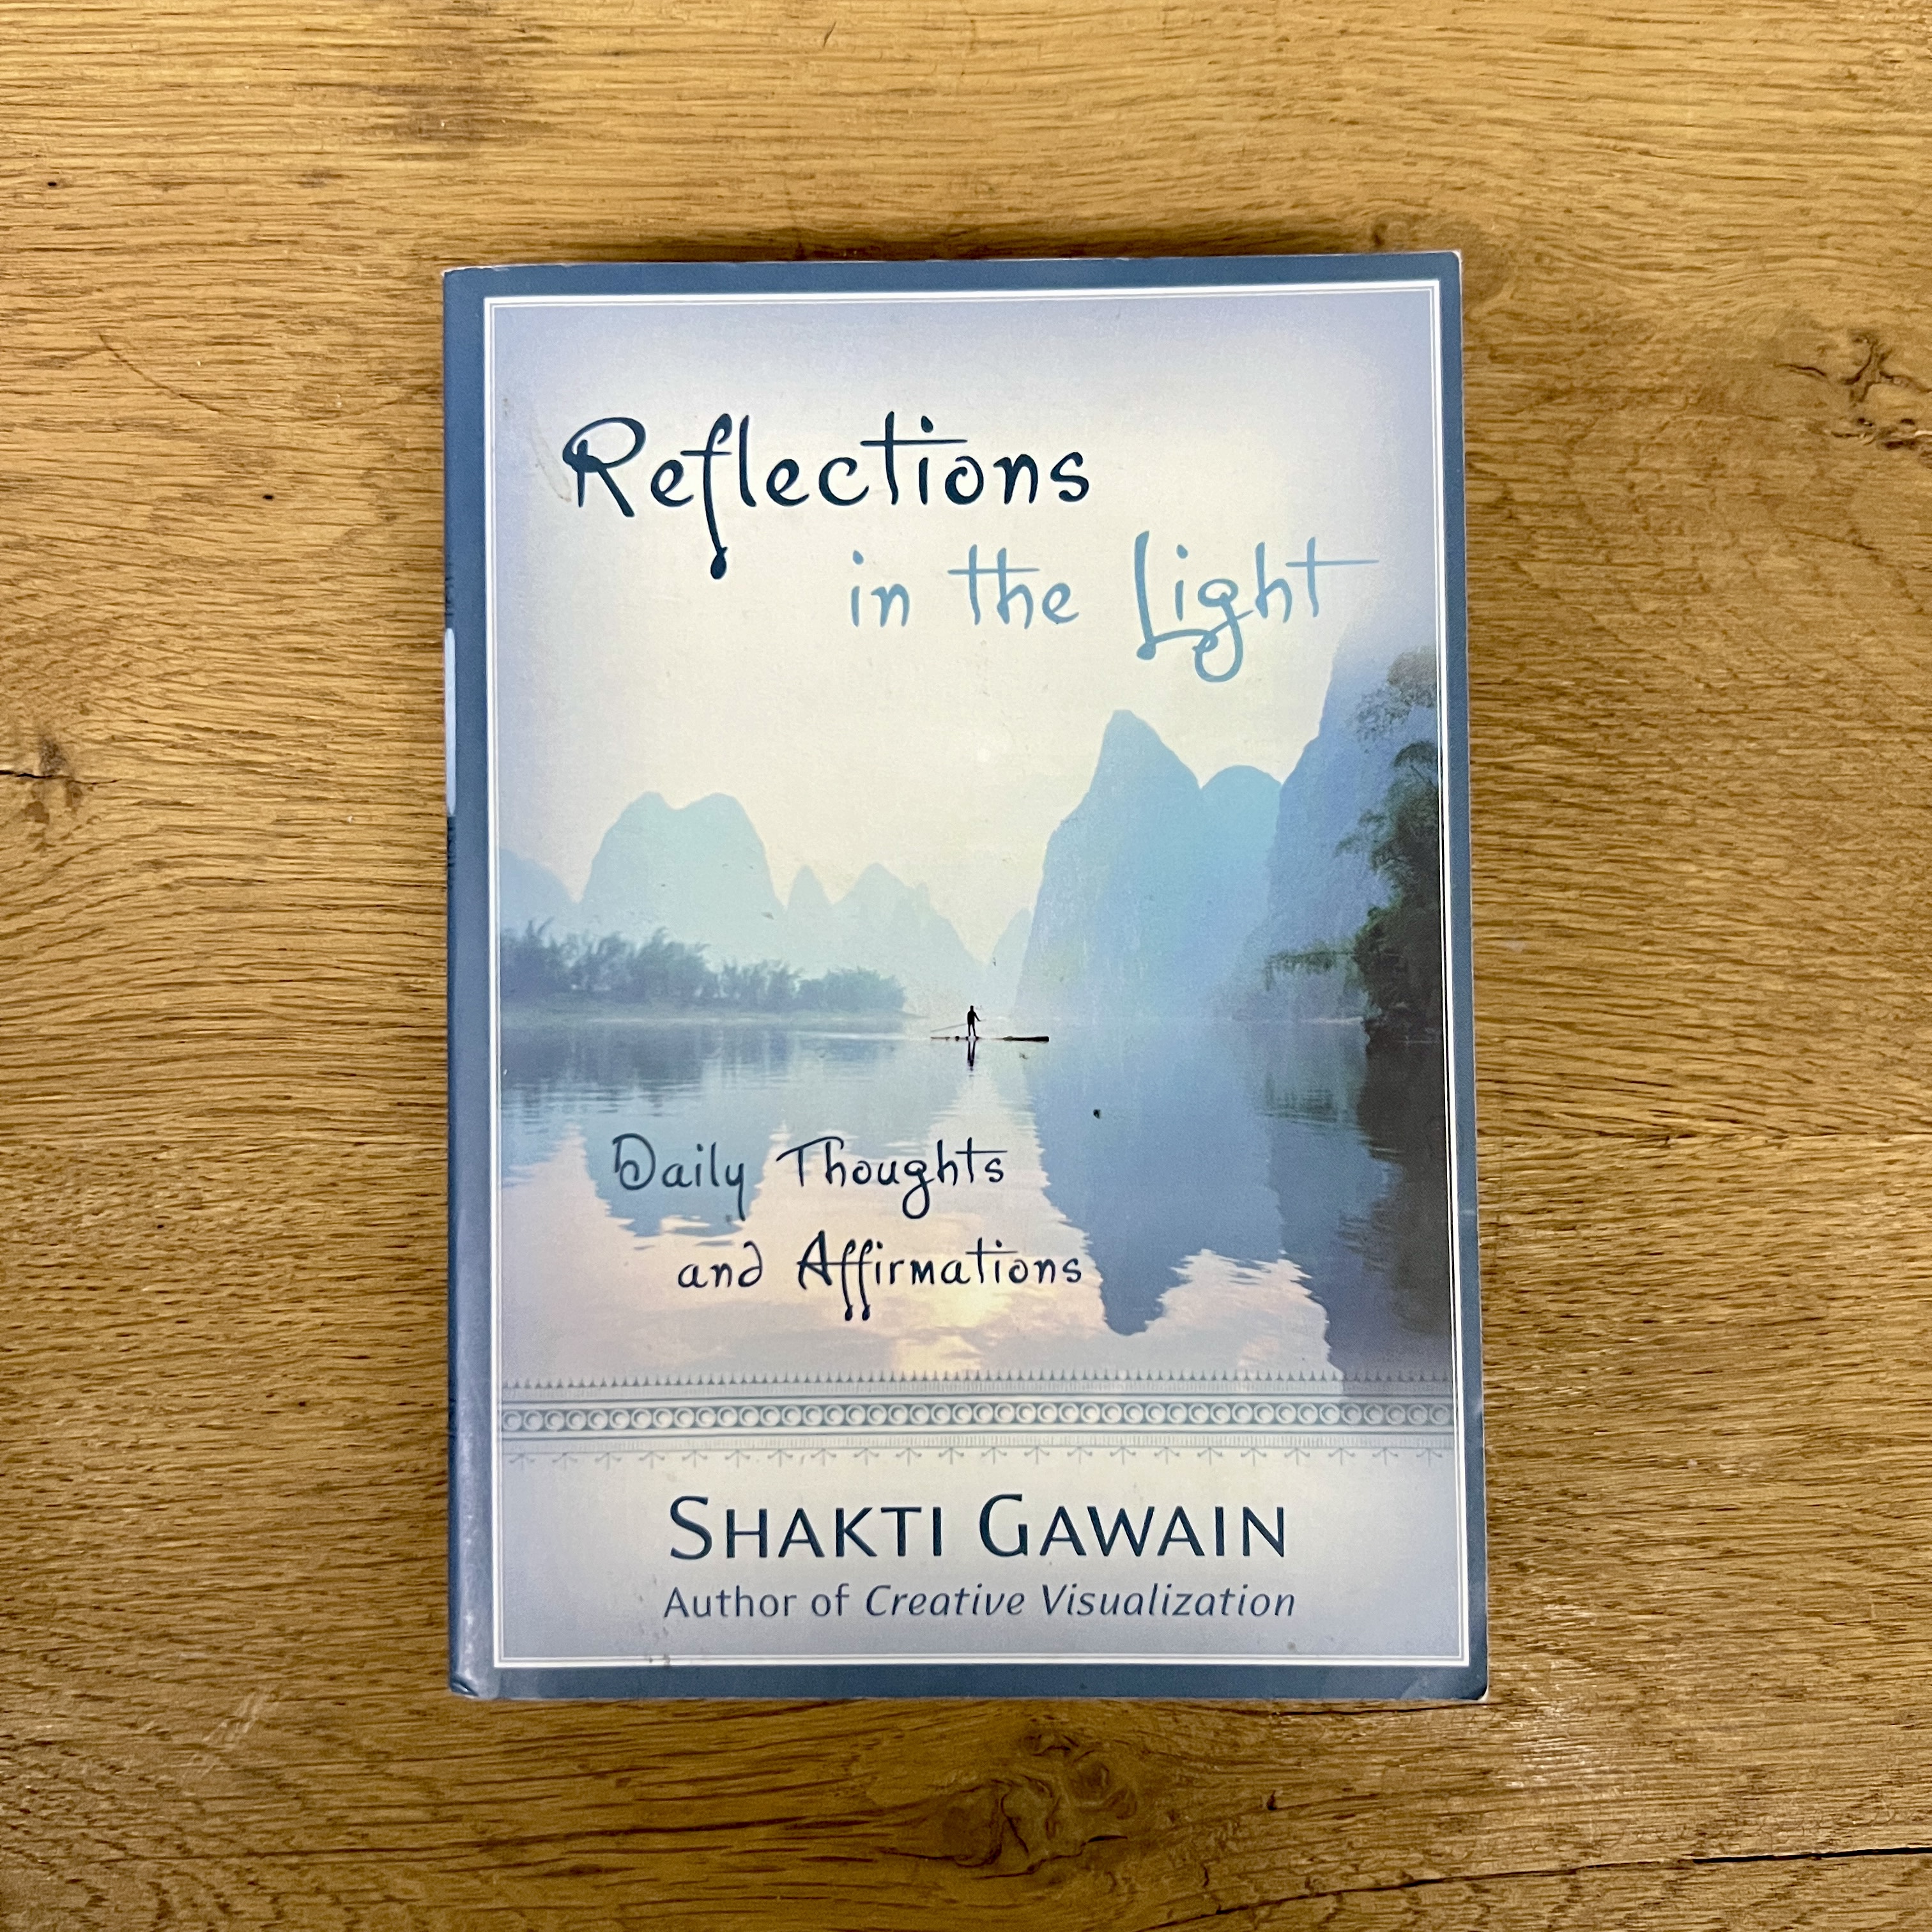 Reflections
in the Light
Daily Thoughts
and Affirmations
SHAKTI GAWAIN
Author of Creative Visualization